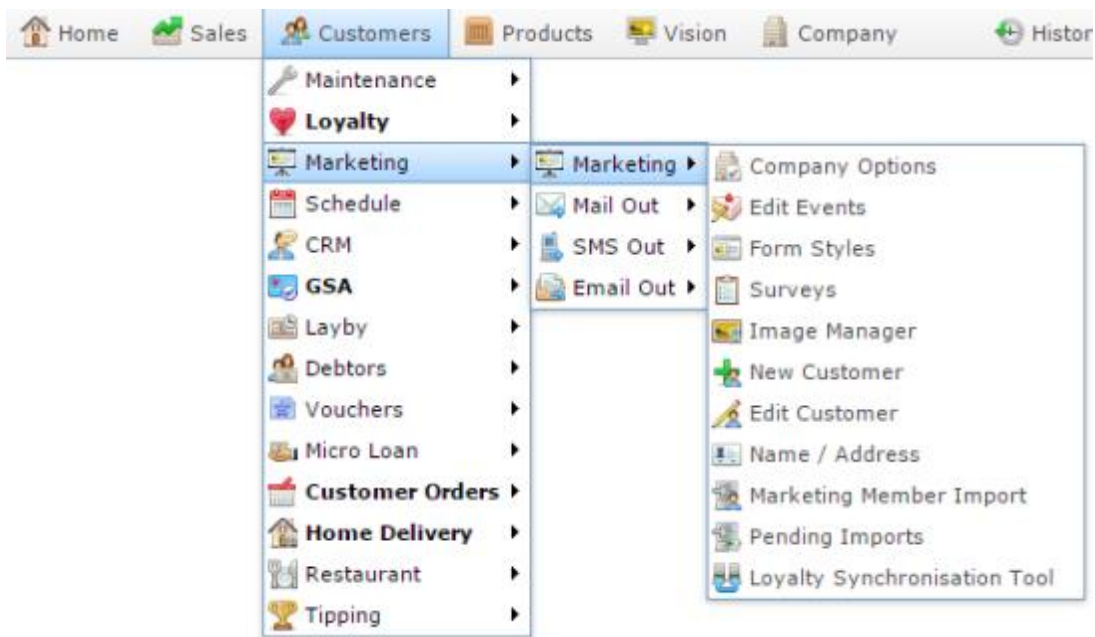 Home Sales Customers Products Vision Company Histor
Maintenance
Loyalty
Marketing
Schedule
CRM
GSA
Layby
Debtors
Vouchers
Micro Loan
Customer Orders
Home Delivery
Restaurant
Tipping
Marketing
Mail Out
SMS Out
Email Out
Company Options
Edit Events
Form Styles
Surveys
Image Manager
New Customer
Edit Customer
Name / Address
Marketing Member Import
Pending Imports
Loyalty Synchronisation Tool